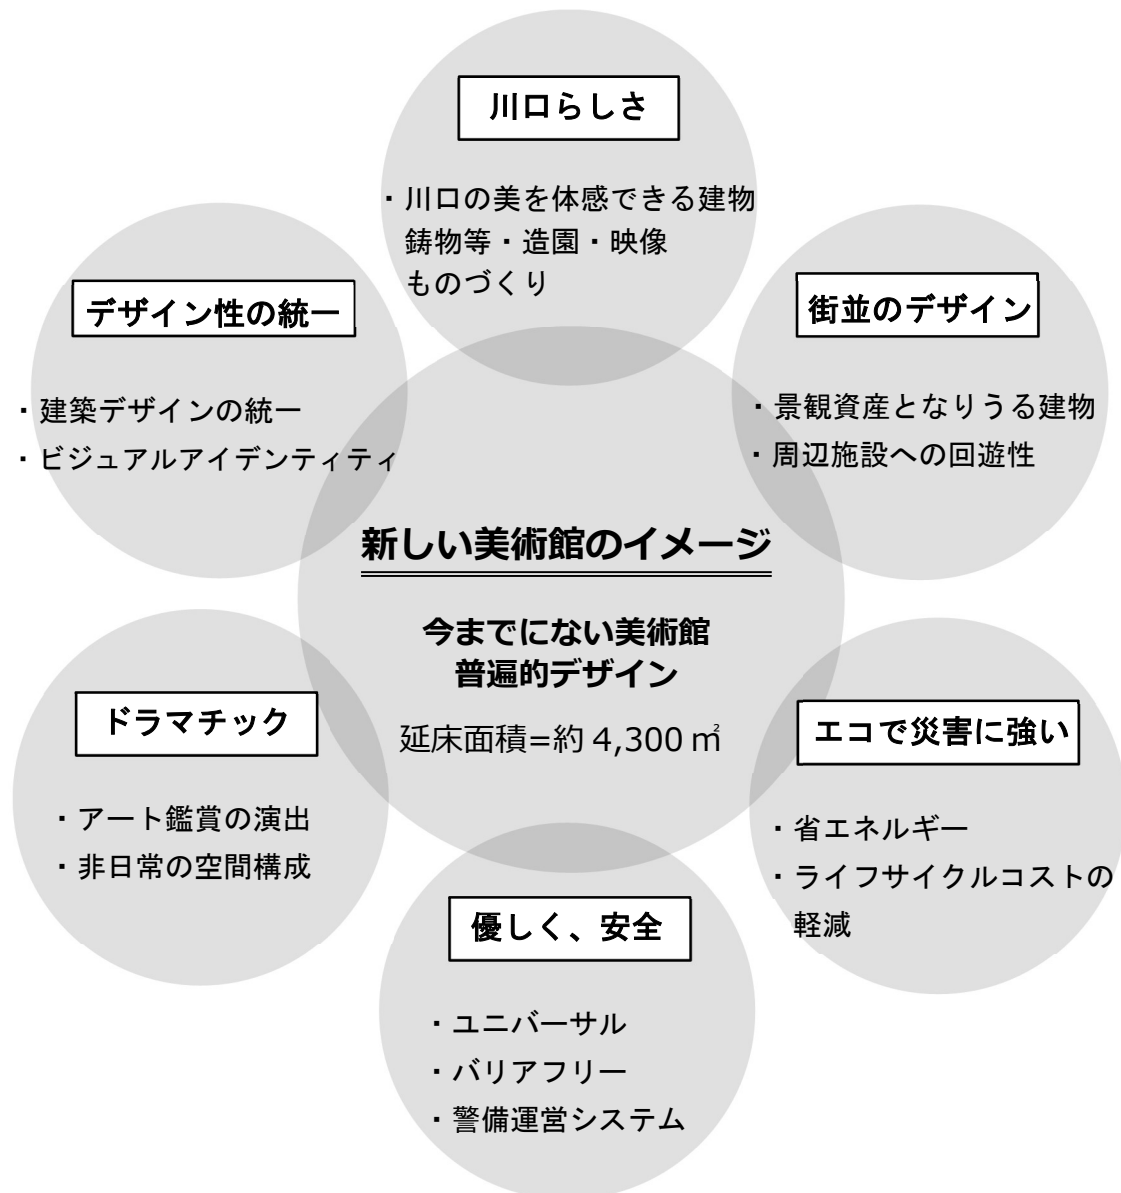 川口らしさ
・川口の美を体感できる建物
鋳物等・造園・映像
ものづくり
デザイン性の統一
・建築デザインの統一
・ビジュアルアイデンティティ
街並のデザイン
・景観資産となりうる建物
・周辺施設への回遊性
新しい美術館のイメージ
今までにない美術館
普遍的デザイン
延床面積=約 4,300 ㎡
ドラマチック
・アート鑑賞の演出
・非日常の空間構成
エコで災害に強い
・省エネルギー
・ライフサイクルコストの
軽減
優しく、安全
・ユニバーサル
・バリアフリー
・警備運営システム